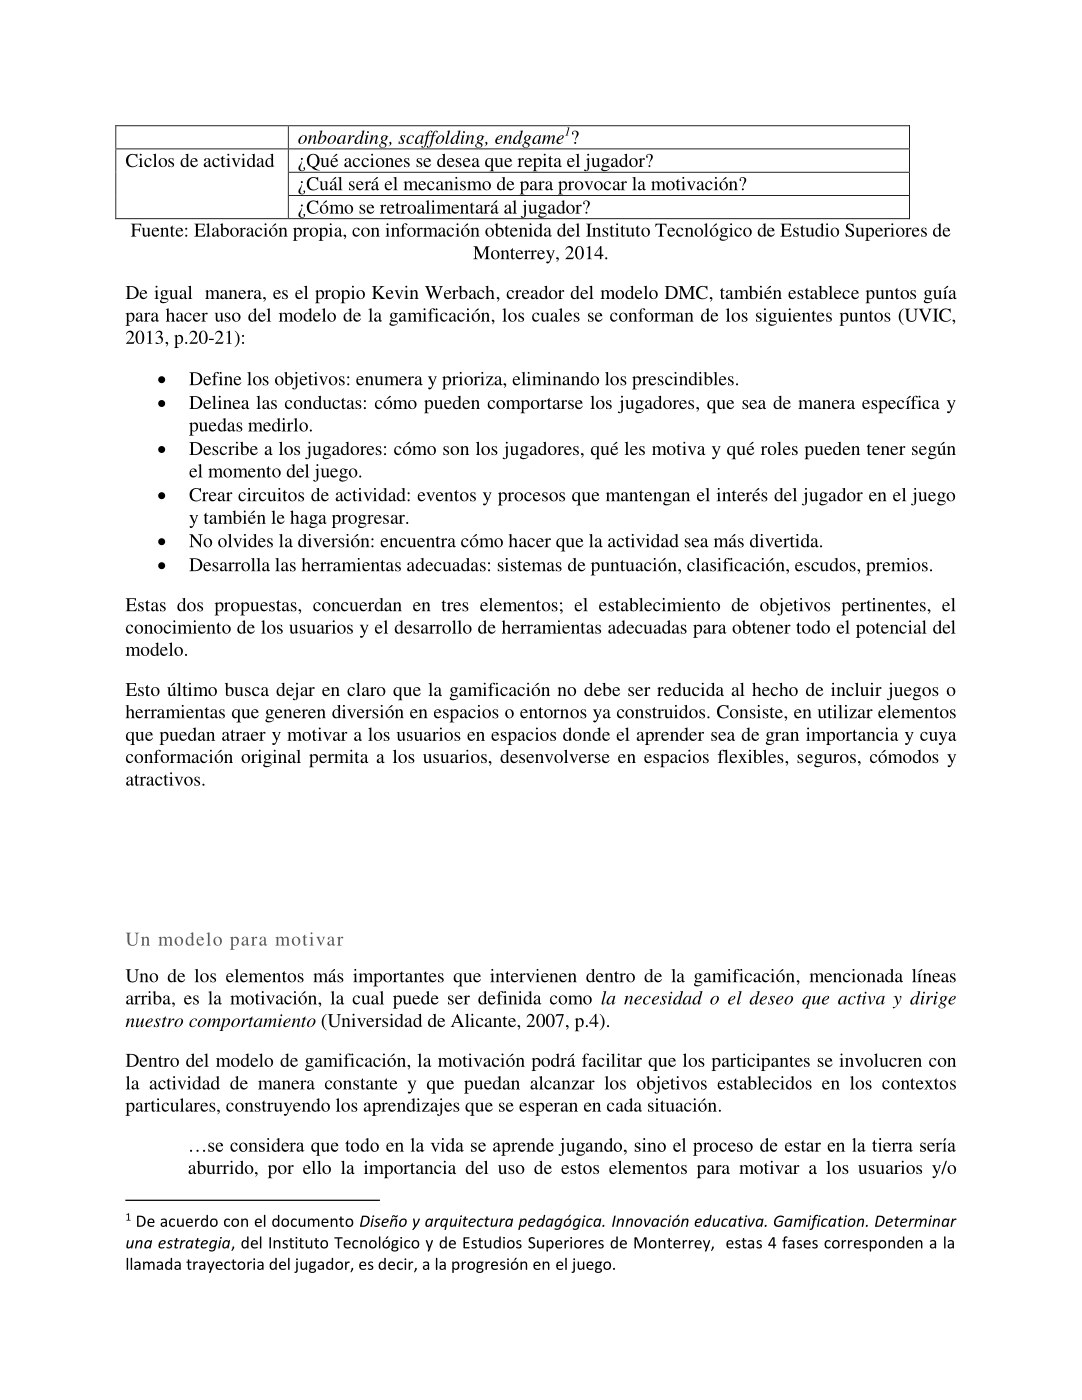 onboarding, scaffolding, endgame1?
Ciclos de actividad ¿Qué acciones se desea que repita el jugador?
¿Cuál será el mecanismo de para provocar la motivación?
¿Cómo se retroalimentará al jugador?
Fuente: Elaboración propia, con información obtenida del Instituto Tecnológico de Estudio Superiores de
Monterrey, 2014.
De igual manera, es el propio Kevin Werbach, creador del modelo DMC, también establece puntos guía
para hacer uso del modelo de la gamificación, los cuales se conforman de los siguientes puntos (UVIC,
2013, p.20-21):
• Define los objetivos: enumera y prioriza, eliminando los prescindibles.
• Delinea las conductas: cómo pueden comportarse los jugadores, que sea de manera específica y
puedas medirlo.
• Describe a los jugadores: cómo son los jugadores, qué les motiva y qué roles pueden tener según
el momento del juego.
• Crear circuitos de actividad: eventos y procesos que mantengan el interés del jugador en el juego
y también le haga progresar.
• No olvides la diversión: encuentra cómo hacer que la actividad sea más divertida.
• Desarrolla las herramientas adecuadas: sistemas de puntuación, clasificación, escudos, premios.
Estas dos propuestas, concuerdan en tres elementos; el establecimiento de objetivos pertinentes, el
conocimiento de los usuarios y el desarrollo de herramientas adecuadas para obtener todo el potencial del
modelo.
Esto último busca dejar en claro que la gamificación no debe ser reducida al hecho de incluir juegos o
herramientas que generen diversión en espacios o entornos ya construidos. Consiste, en utilizar elementos
que puedan atraer y motivar a los usuarios en espacios donde el aprender sea de gran importancia y cuya
conformación original permita a los usuarios, desenvolverse en espacios flexibles, seguros, cómodos y
atractivos.
Un modelo para motivar
Uno de los elementos más importantes que intervienen dentro de la gamificación, mencionada líneas
arriba, es la motivación, la cual puede ser definida como la necesidad o el deseo que activa y dirige
nuestro comportamiento (Universidad de Alicante, 2007, p.4).
Dentro del modelo de gamificación, la motivación podrá facilitar que los participantes se involucren con
la actividad de manera constante y que puedan alcanzar los objetivos establecidos en los contextos
particulares, construyendo los aprendizajes que se esperan en cada situación.
…se considera que todo en la vida se aprende jugando, sino el proceso de estar en la tierra sería
aburrido, por ello la importancia del uso de estos elementos para motivar a los usuarios y/o
1 De acuerdo con el documento Diseño y arquitectura pedagógica. Innovación educativa. Gamification. Determinar
una estrategia, del Instituto Tecnológico y de Estudios Superiores de Monterrey, estas 4 fases corresponden a la
llamada trayectoria del jugador, es decir, a la progresión en el juego.